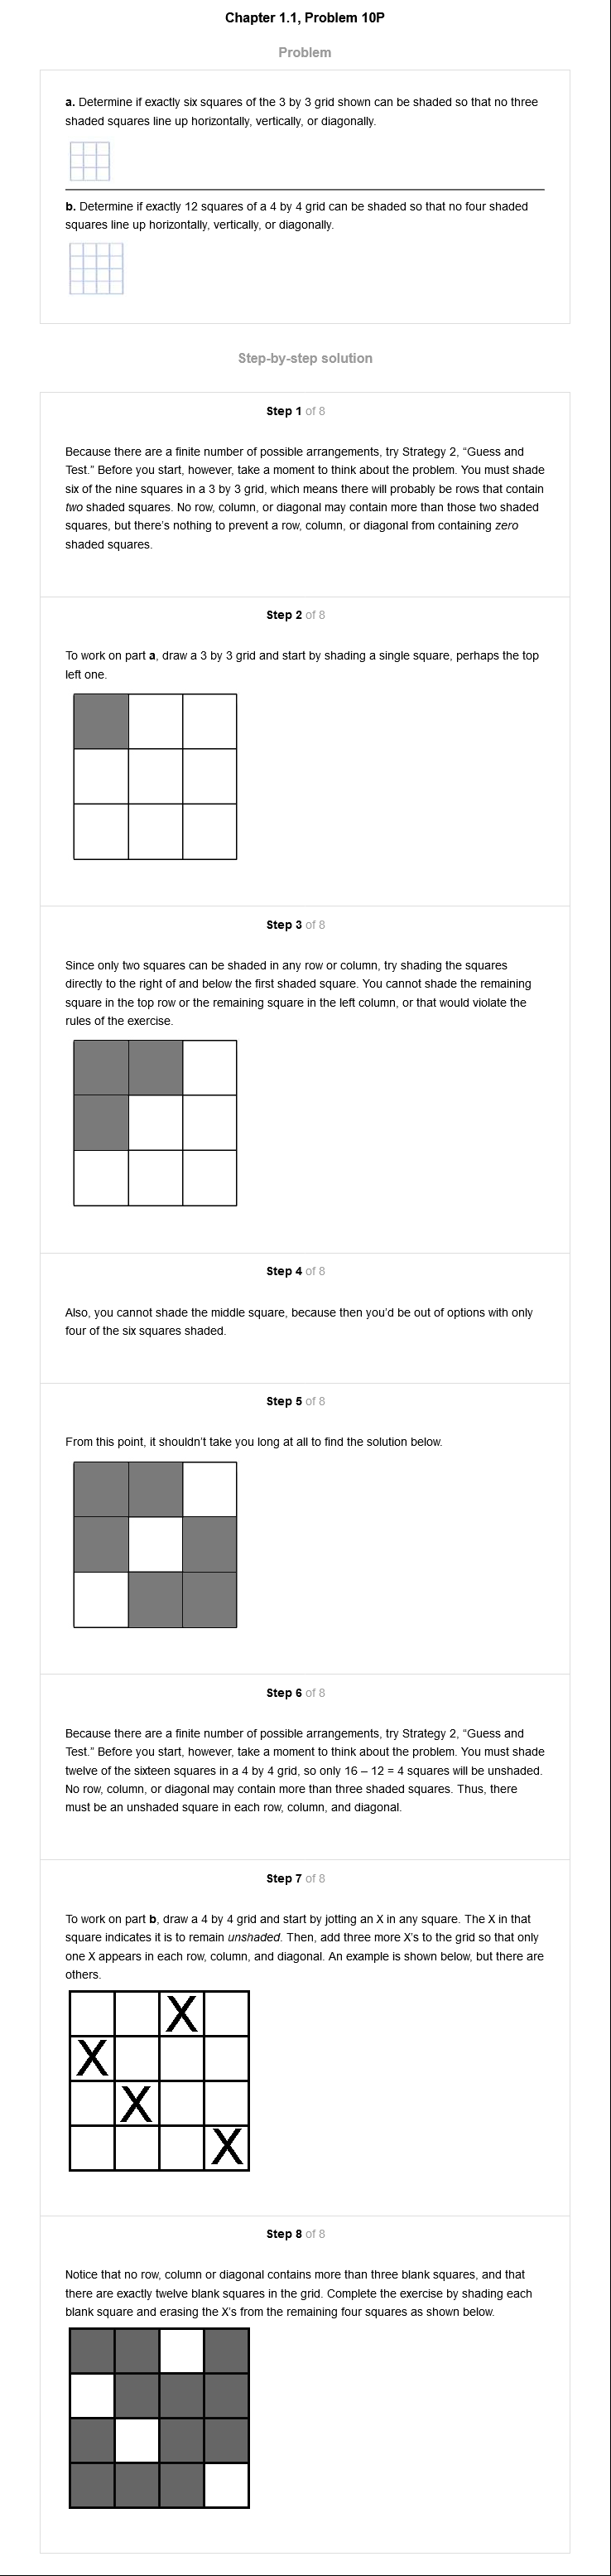 Chapter 1.1, Problem 10P
Problem
a. Determine if exactly six squares of the 3 by 3 grid shown can be shaded so that no three
shaded squares line up horizontally, vertically, or diagonally.
b. Determine if exactly 12 squares of a 4 by 4 grid can be shaded so that no four shaded
squares line up horizontally, vertically, or diagonally.
Step-by-step solution
Step 1 of 8
Because there are a finite number of possible arrangements, try Strategy 2, “Guess and
Test.” Before you start, however, take a moment to think about the problem. You must shade
six of the nine squares in a 3 by 3 grid, which means there will probably be rows that contain
two shaded squares. No row, column, or diagonal may contain more than those two shaded
squares, but there’s nothing to prevent a row, column, or diagonal from containing zero
shaded squares.
Step 2 of 8
To work on part a, draw a 3 by 3 grid and start by shading a single square, perhaps the top
left one.
Step 3 of 8
Since only two squares can be shaded in any row or column, try shading the squares
directly to the right of and below the first shaded square. You cannot shade the remaining
square in the top row or the remaining square in the left column, or that would violate the
rules of the exercise.
Step 4 of 8
Also, you cannot shade the middle square, because then you’d be out of options with only
four of the six squares shaded.
Step 5 of 8
From this point, it shouldn’t take you long at all to find the solution below.
Step 6 of 8
Because there are a finite number of possible arrangements, try Strategy 2, “Guess and
Test.” Before you start, however, take a moment to think about the problem. You must shade
twelve of the sixteen squares in a 4 by 4 grid, so only 16 – 12 = 4 squares will be unshaded.
No row, column, or diagonal may contain more than three shaded squares. Thus, there
must be an unshaded square in each row, column, and diagonal.
Step 7 of 8
To work on part b, draw a 4 by 4 grid and start by jotting an X in any square. The X in that
square indicates it is to remain unshaded. Then, add three more X’s to the grid so that only
one X appears in each row, column, and diagonal. An example is shown below, but there are
others.
X
X
X
X
Step 8 of 8
Notice that no row, column or diagonal contains more than three blank squares, and that
there are exactly twelve blank squares in the grid. Complete the exercise by shading each
blank square and erasing the X’s from the remaining four squares as shown below.